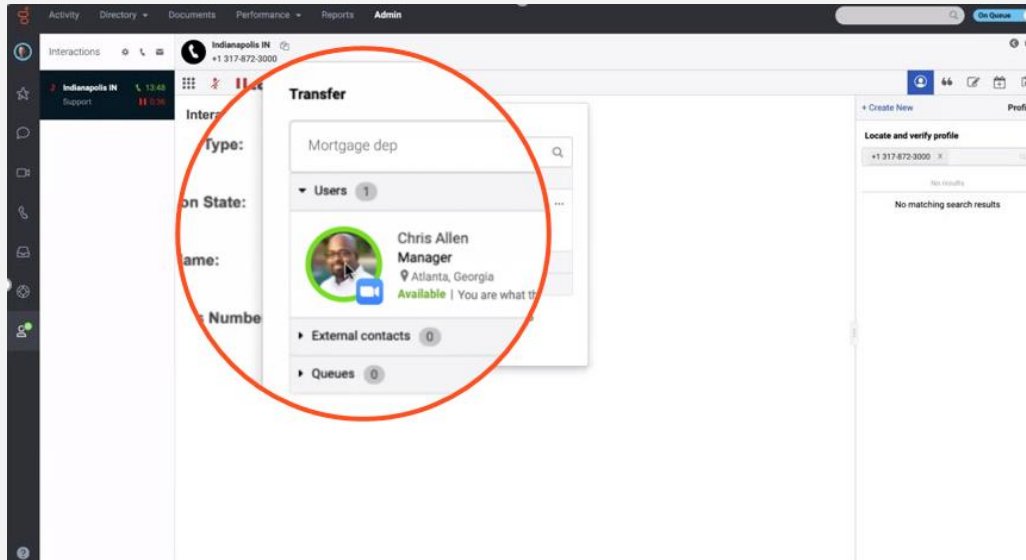 Activity Directory Documents Performance Reports Admin
On Queue
Interactions
Indianapolis IN
+1 317-872-3000
Indianapolis IN 13:48
Support 0:36
Transfer
+ Create New
Locate and verify profile
+1 317-872-3000 X
No results
No matching search results
Type:
Mortgage dep
Users 1
on State:
Chris Allen
Manager
ame:
Atlanta, Georgia
Available | You are what th
s Numbe
External contacts 0
Queues 0